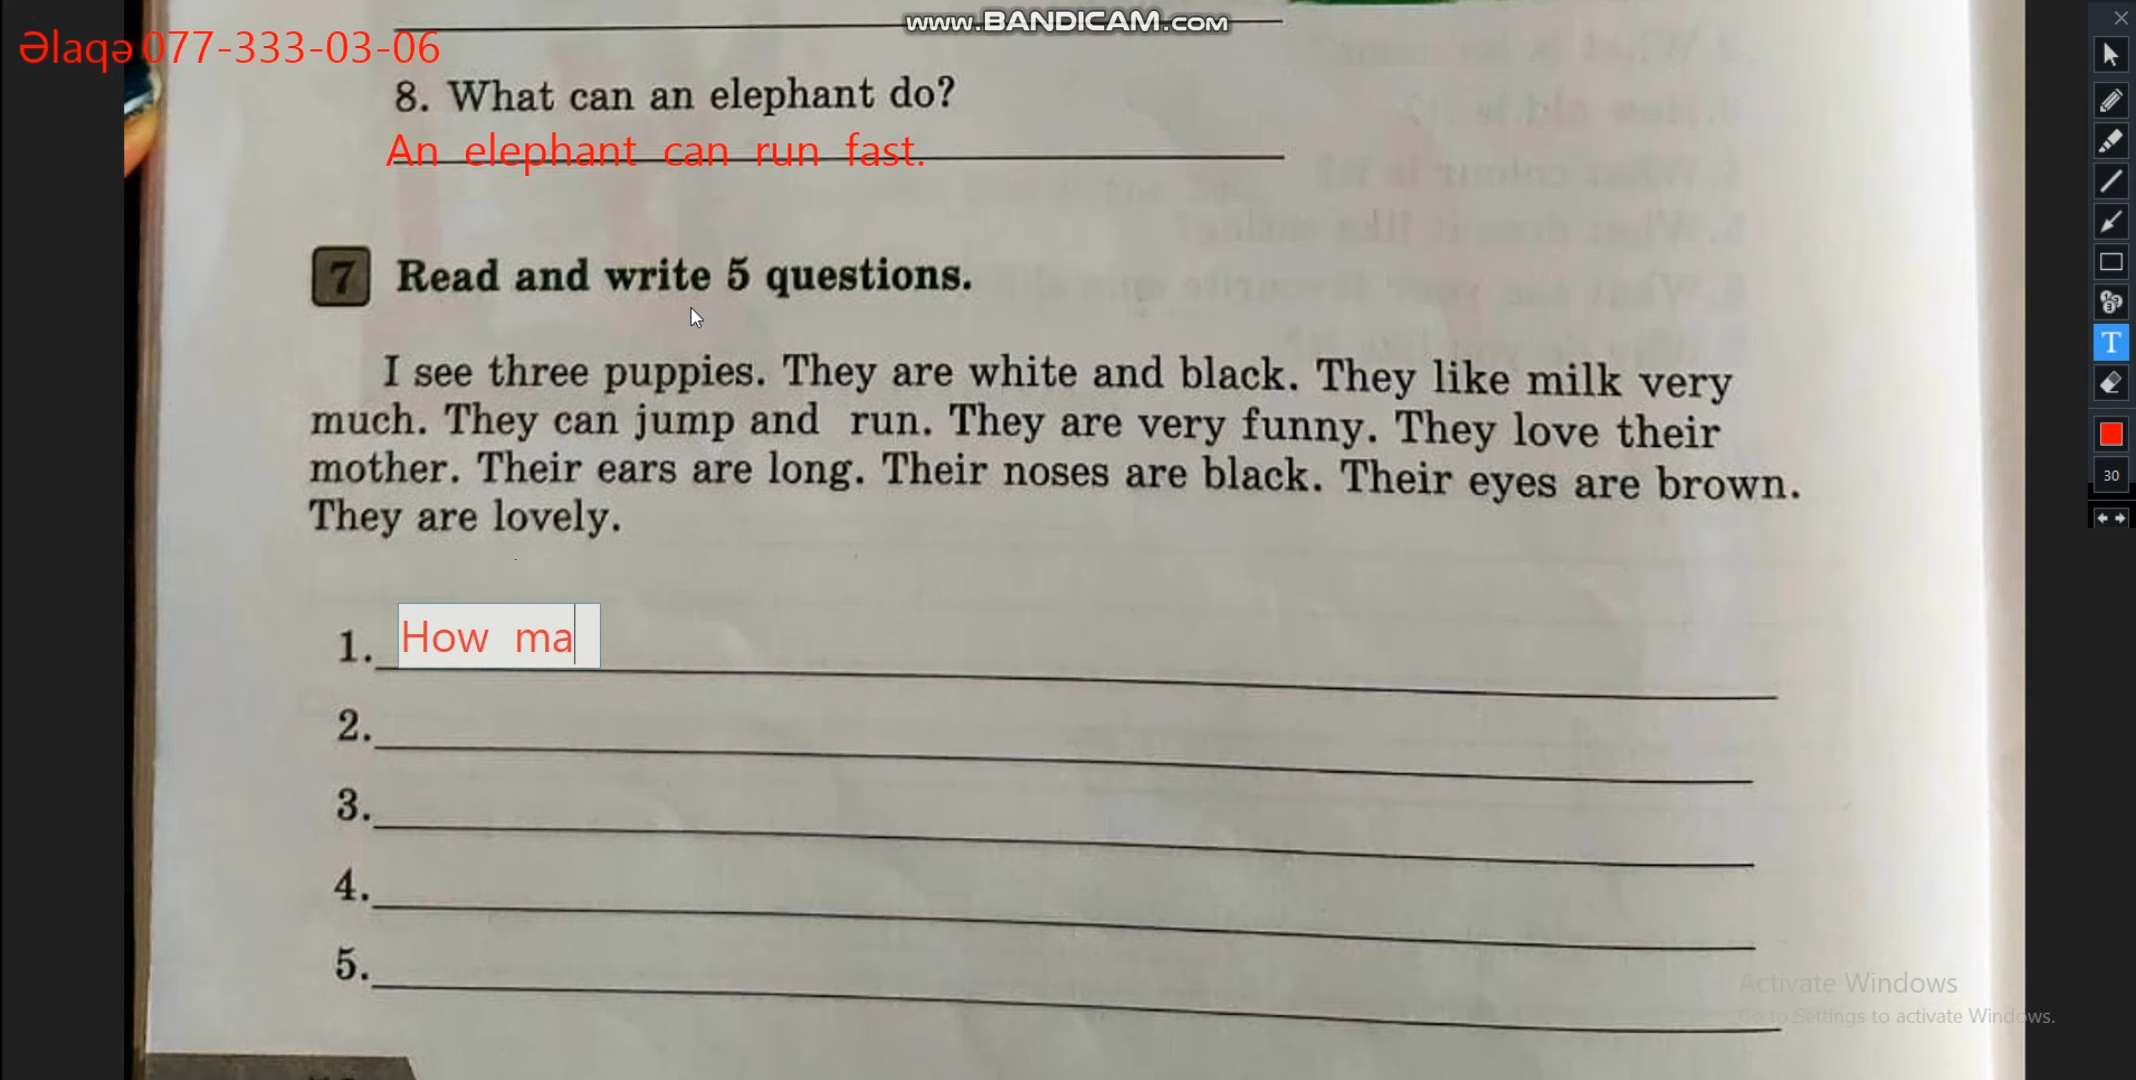 www.BANDICAM.com
Əlaqə 077-333-03-06
8. What can an elephant do?
An elephant can run fast.
7 Read and write 5 questions.
I see three puppies. They are white and black. They like milk very
much. They can jump and run. They are very funny. They love their
mother. Their ears are long. Their noses are black. Their eyes are brown.
They are lovely.
1. How ma
2.
3.
4.
5.
T
30
Activate Windows
Go to Settings to activate Windows.